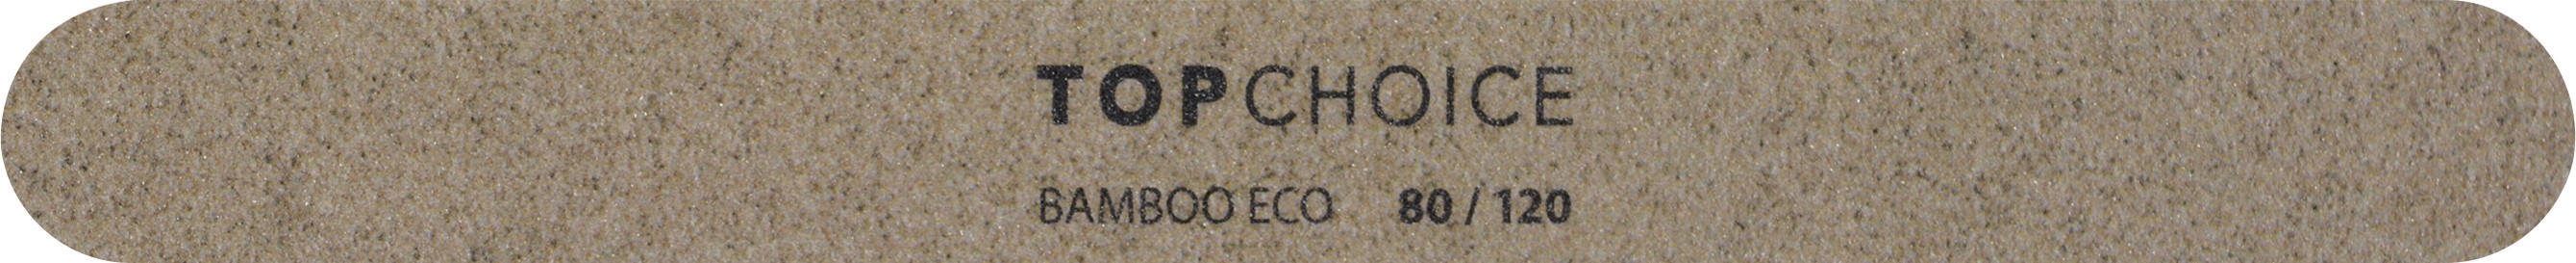 TOPCHOICE
BAMBOO ECO 80 / 120